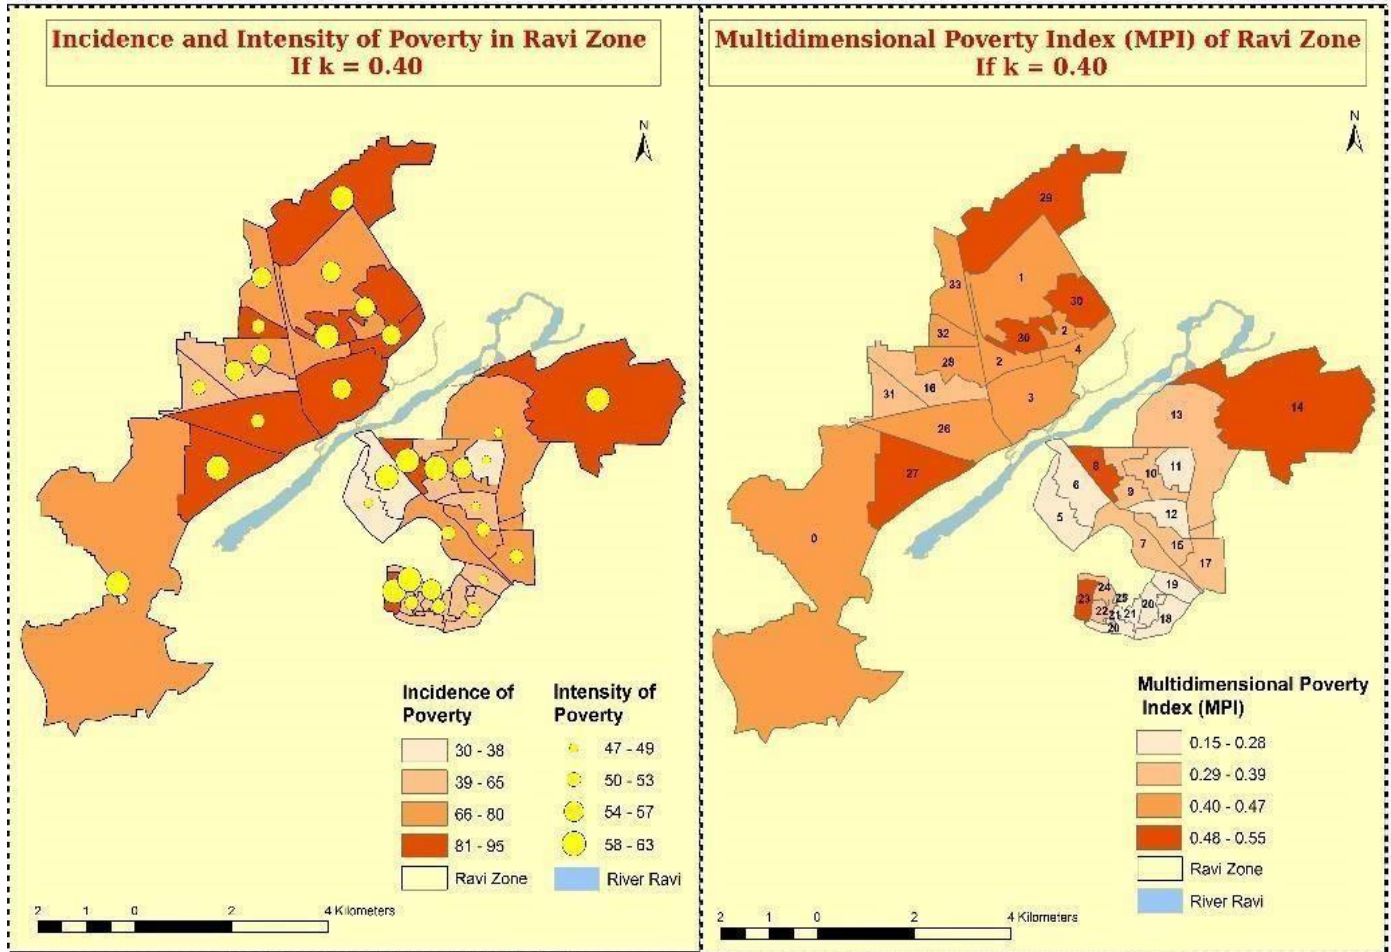 Incidence and Intensity of Poverty in Ravi Zone
If k = 0.40
N
Incidence of
Poverty
30 - 38
39 - 65
66 - 80
81 - 95
Ravi Zone
Intensity of
Poverty
47 - 49
50 - 53
54 - 57
58 - 63
River Ravi
2 1 0 2 4 Kilometers
Multidimensional Poverty Index (MPI) of Ravi Zone
If k = 0.40
N
29
33
1
30
32
30
2
28
2
4
31
16
3
26
13
14
27
8
10
11
6
9
5
12
0
7
15
17
24
19
23
25
22
21
21
20
18
20
Multidimensional Poverty
Index (MPI)
0.15 - 0.28
0.29 - 0.39
0.40 - 0.47
0.48 - 0.55
Ravi Zone
River Ravi
2 1 0 2 4 Kilometers